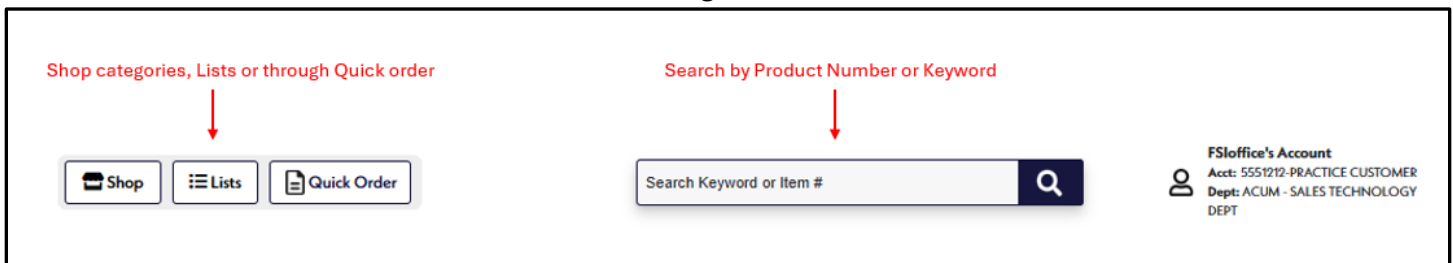 Shop categories, Lists or through Quick order
Search by Product Number or Keyword
Shop
Lists
Quick Order
Search Keyword or Item #
FSIoffice's Account
Acct: 5551212-PRACTICE CUSTOMER
Dept: ACUM - SALES TECHNOLOGY
DEPT